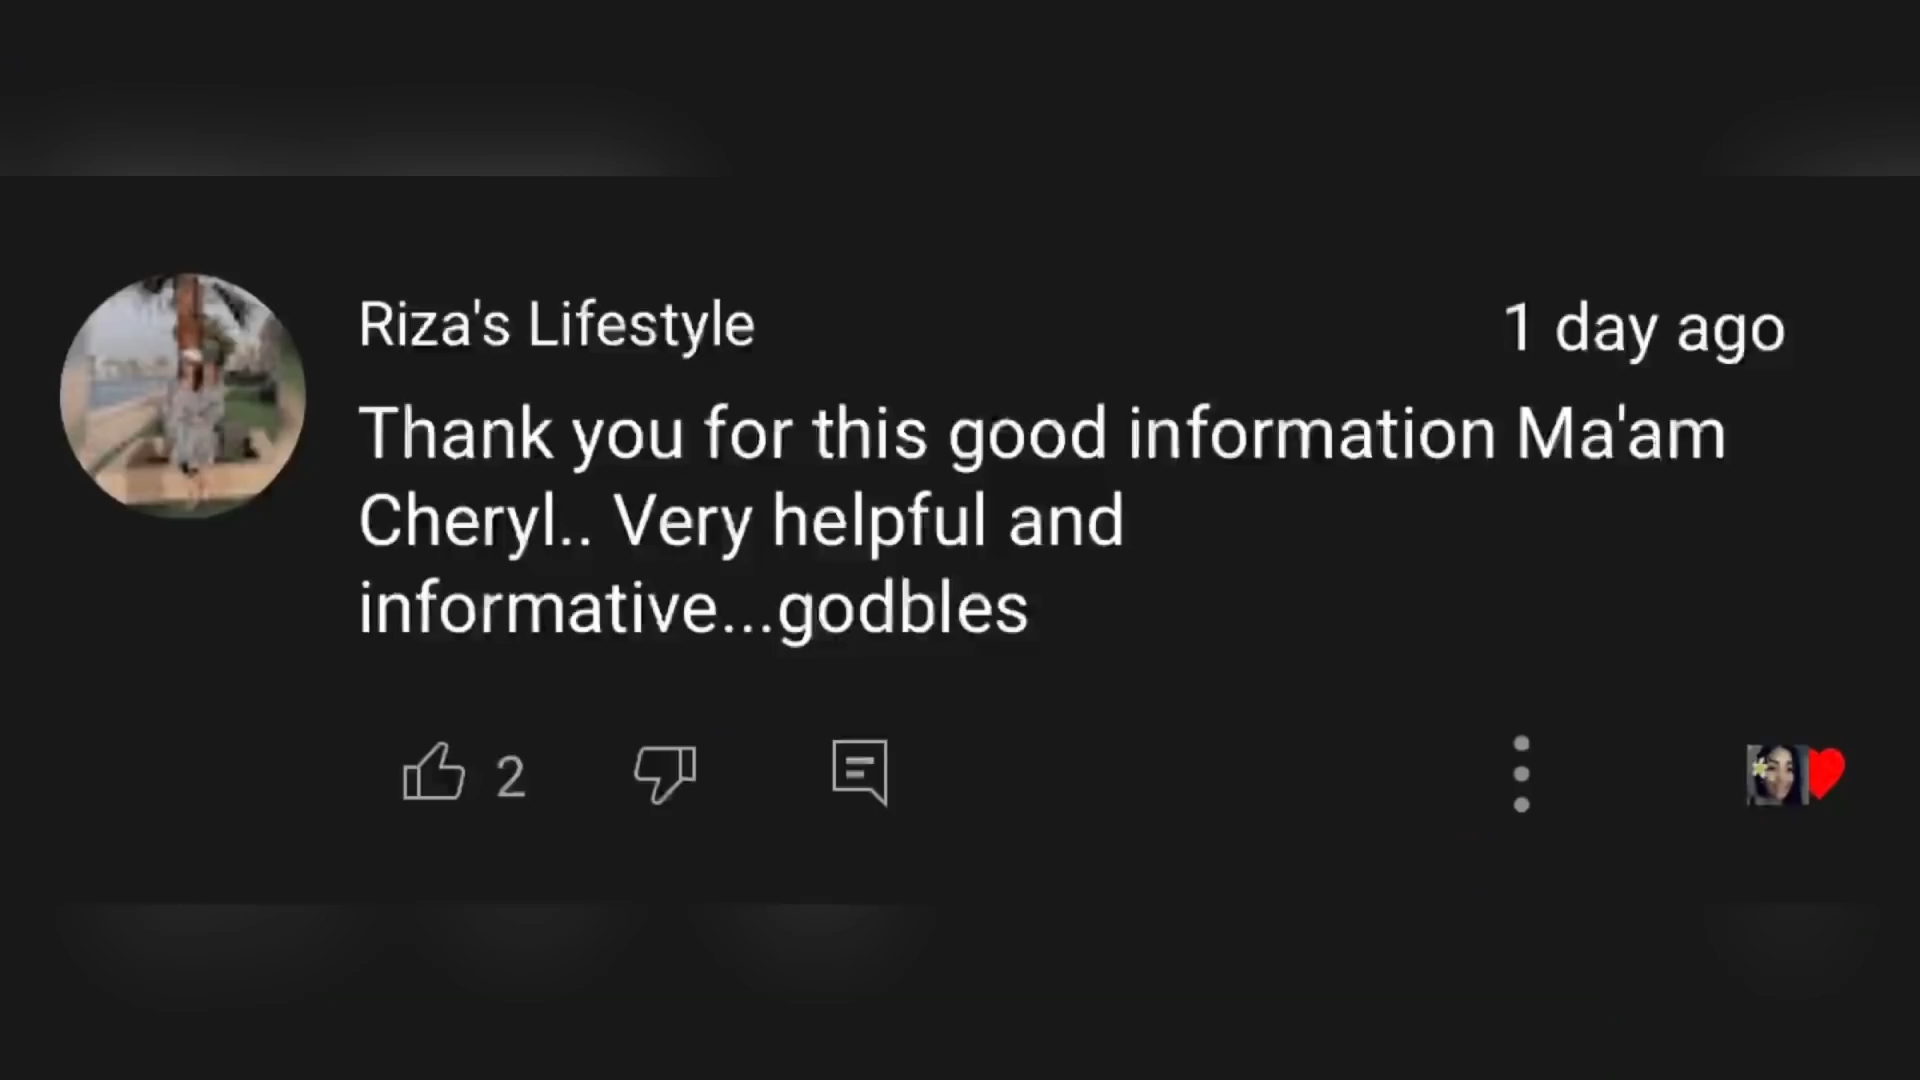 Riza's Lifestyle
1 day ago
Thank you for this good information Ma'am
Cheryl.. Very helpful and
informative...godbles
2